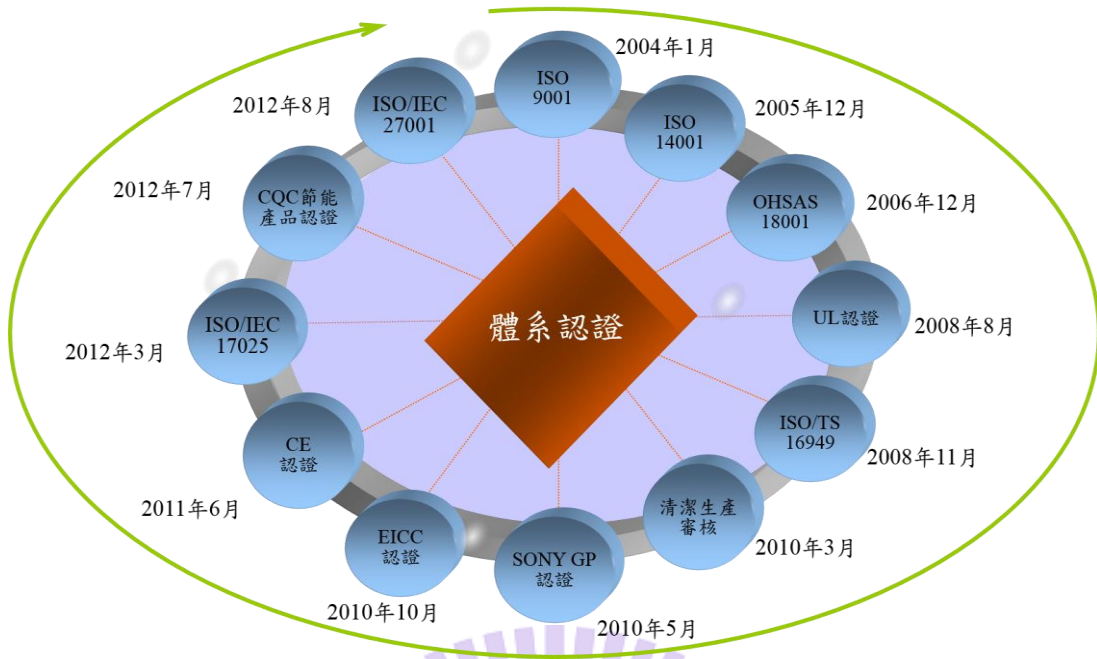 體系認證
ISO
9001
2004年1月
ISO
14001
2005年12月
OHSAS
18001
2006年12月
UL認證
2008年8月
ISO/TS
16949
2008年11月
清潔生產
審核
2010年3月
SONY GP
認證
2010年5月
EICC
認證
2010年10月
CE
認證
2011年6月
ISO/IEC
17025
2012年3月
CQC節能
產品認證
2012年7月
ISO/IEC
27001
2012年8月